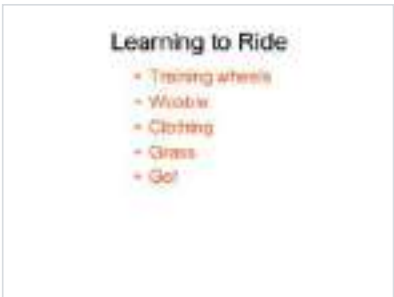 Learning to Ride
• Training wheels
• Wobble
• Clothing
• Grass
• Go!